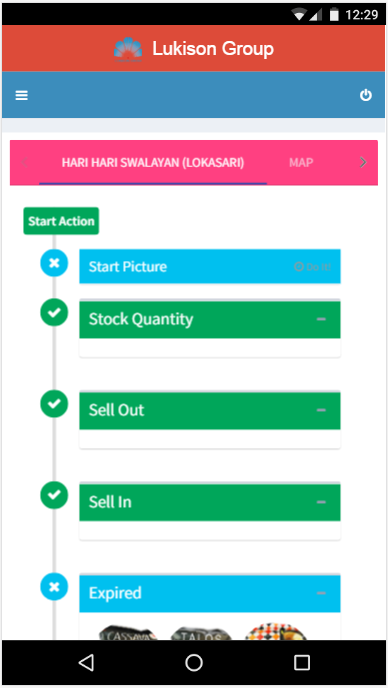 12:29
Lukison Group
HARI HARI SWALAYAN (LOKASARI)
MAP
Start Action
Start Picture
Stock Quantity
Sell Out
Sell In
Expired
CASSAVA
TALOS